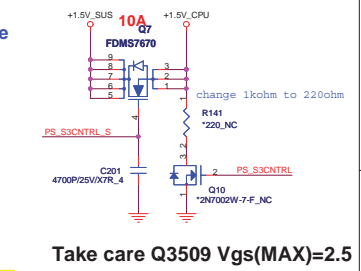 e
+1.5V_SUS
10A
+1.5V_CPU
Q7
FDMS7670
9
8
7
6
5
3
2
1
4
change 1kohm to 220ohm
1
R141
*220_NC
2
PS_S3CNTRL_S
3
C201
4700P/25V/X7R_4
2
PS_S3CNTRL
1
Q10
*2N7002W-7-F_NC
Take care Q3509 Vgs(MAX)=2.5